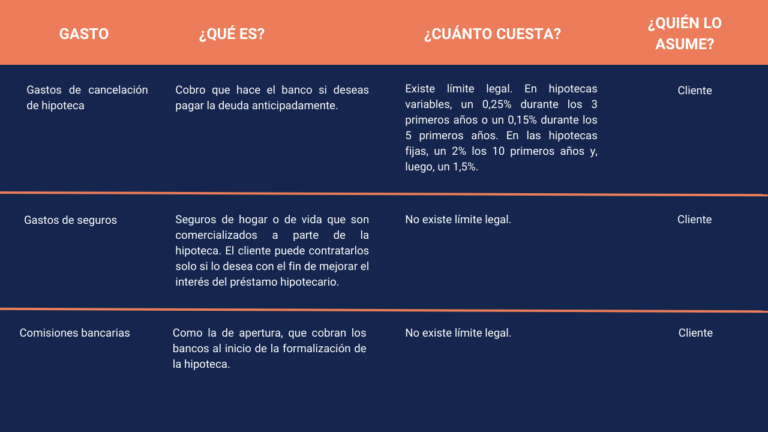 GASTO
¿QUÉ ES?
¿CUÁNTO CUESTA?
¿QUIÉN LO
ASUME?
Gastos de cancelación
de hipoteca
Cobro que hace el banco si deseas
pagar la deuda anticipadamente.
Existe límite legal. En hipotecas
variables, un 0,25% durante los 3
primeros años o un 0,15% durante los
5 primeros años. En las hipotecas
fijas, un 2% los 10 primeros años y,
luego, un 1,5%.
Cliente
Gastos de seguros
Seguros de hogar o de vida que son
comercializados a parte de la
hipoteca. El cliente puede contratarlos
solo si lo desea con el fin de mejorar el
interés del préstamo hipotecario.
No existe límite legal.
Cliente
Comisiones bancarias
Como la de apertura, que cobran los
bancos al inicio de la formalización de
la hipoteca.
No existe límite legal.
Cliente